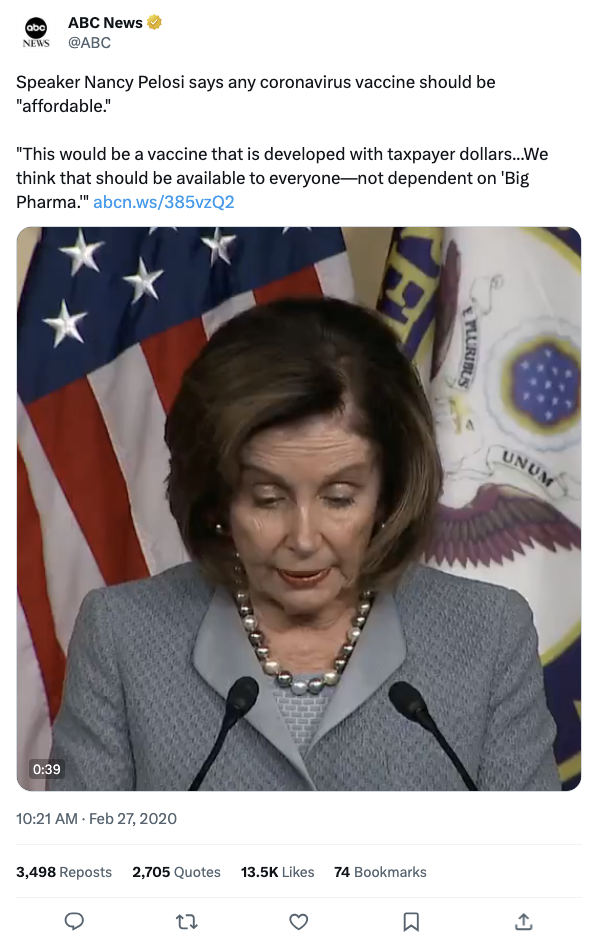 abc
NEWS
ABC News
@ABC
Speaker Nancy Pelosi says any coronavirus vaccine should be
"affordable."
"This would be a vaccine that is developed with taxpayer dollars...We
think that should be available to everyone—not dependent on 'Big
Pharma.'" abcn.ws/385vzQ2
E PLURIBUS
UNUM
0:39
10:21 AM · Feb 27, 2020
3,498 Reposts 2,705 Quotes 13.5K Likes 74 Bookmarks